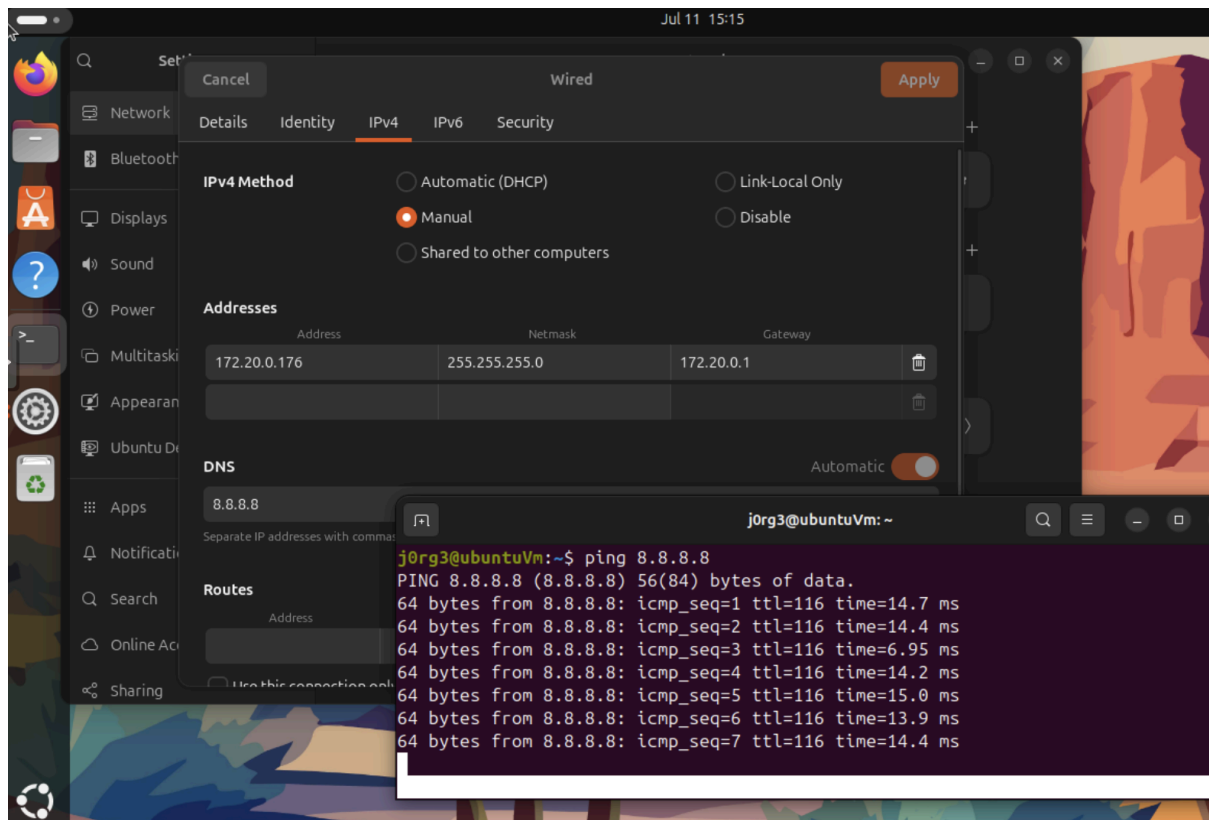 Jul 11 15:15
Cancel
Wired
Apply
Network
Bluetooth
Displays
Sound
Power
Apps
Search
Sharing
Details Identity IPv4 IPv6 Security
IPv4 Method
Automatic (DHCP)
Link-Local Only
Manual
Disable
Shared to other computers
Addresses
Address Netmask Gateway
172.20.0.176 255.255.255.0 172.20.0.1
DNS
Automatic
8.8.8.8
Separate IP addresses with commas
Routes
Address
Use this connection only
j0rg3@ubuntuVm: ~
j0rg3@ubuntuVm:~$ ping 8.8.8.8
PING 8.8.8.8 (8.8.8.8) 56(84) bytes of data.
64 bytes from 8.8.8.8: icmp_seq=1 ttl=116 time=14.7 ms
64 bytes from 8.8.8.8: icmp_seq=2 ttl=116 time=14.4 ms
64 bytes from 8.8.8.8: icmp_seq=3 ttl=116 time=6.95 ms
64 bytes from 8.8.8.8: icmp_seq=4 ttl=116 time=14.2 ms
64 bytes from 8.8.8.8: icmp_seq=5 ttl=116 time=15.0 ms
64 bytes from 8.8.8.8: icmp_seq=6 ttl=116 time=13.9 ms
64 bytes from 8.8.8.8: icmp_seq=7 ttl=116 time=14.4 ms